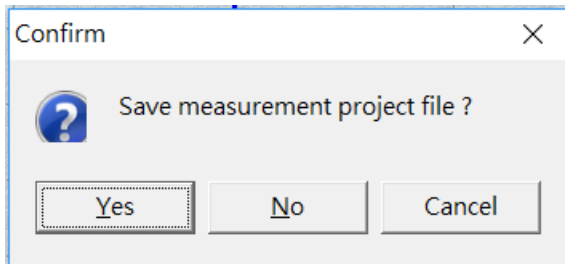 Confirm
Save measurement project file ?
Yes
No
Cancel